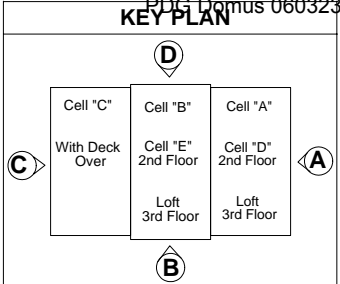 PDG Domus 060323
KEY PLAN
D
Cell "C"
With Deck
Over
Cell "B"
Cell "E"
2nd Floor
Loft
3rd Floor
Cell "A"
Cell "D"
2nd Floor
Loft
3rd Floor
C
A
B